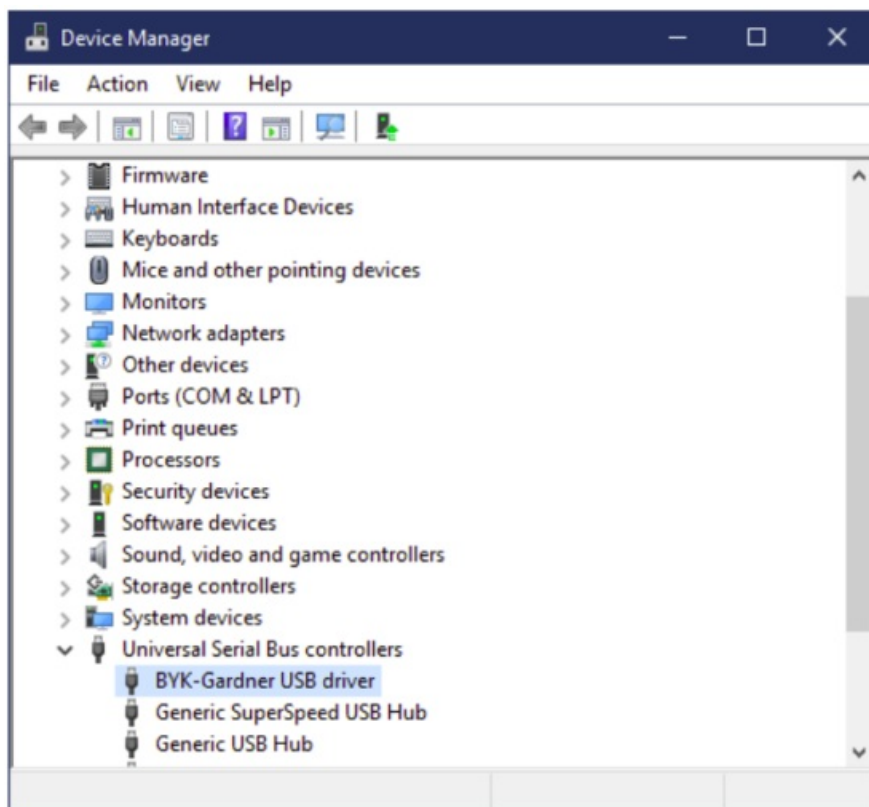 Device Manager
File Action View Help
Firmware
Human Interface Devices
Keyboards
Mice and other pointing devices
Monitors
Network adapters
Other devices
Ports (COM & LPT)
Print queues
Processors
Security devices
Software devices
Sound, video and game controllers
Storage controllers
System devices
Universal Serial Bus controllers
BYK-Gardner USB driver
Generic SuperSpeed USB Hub
Generic USB Hub